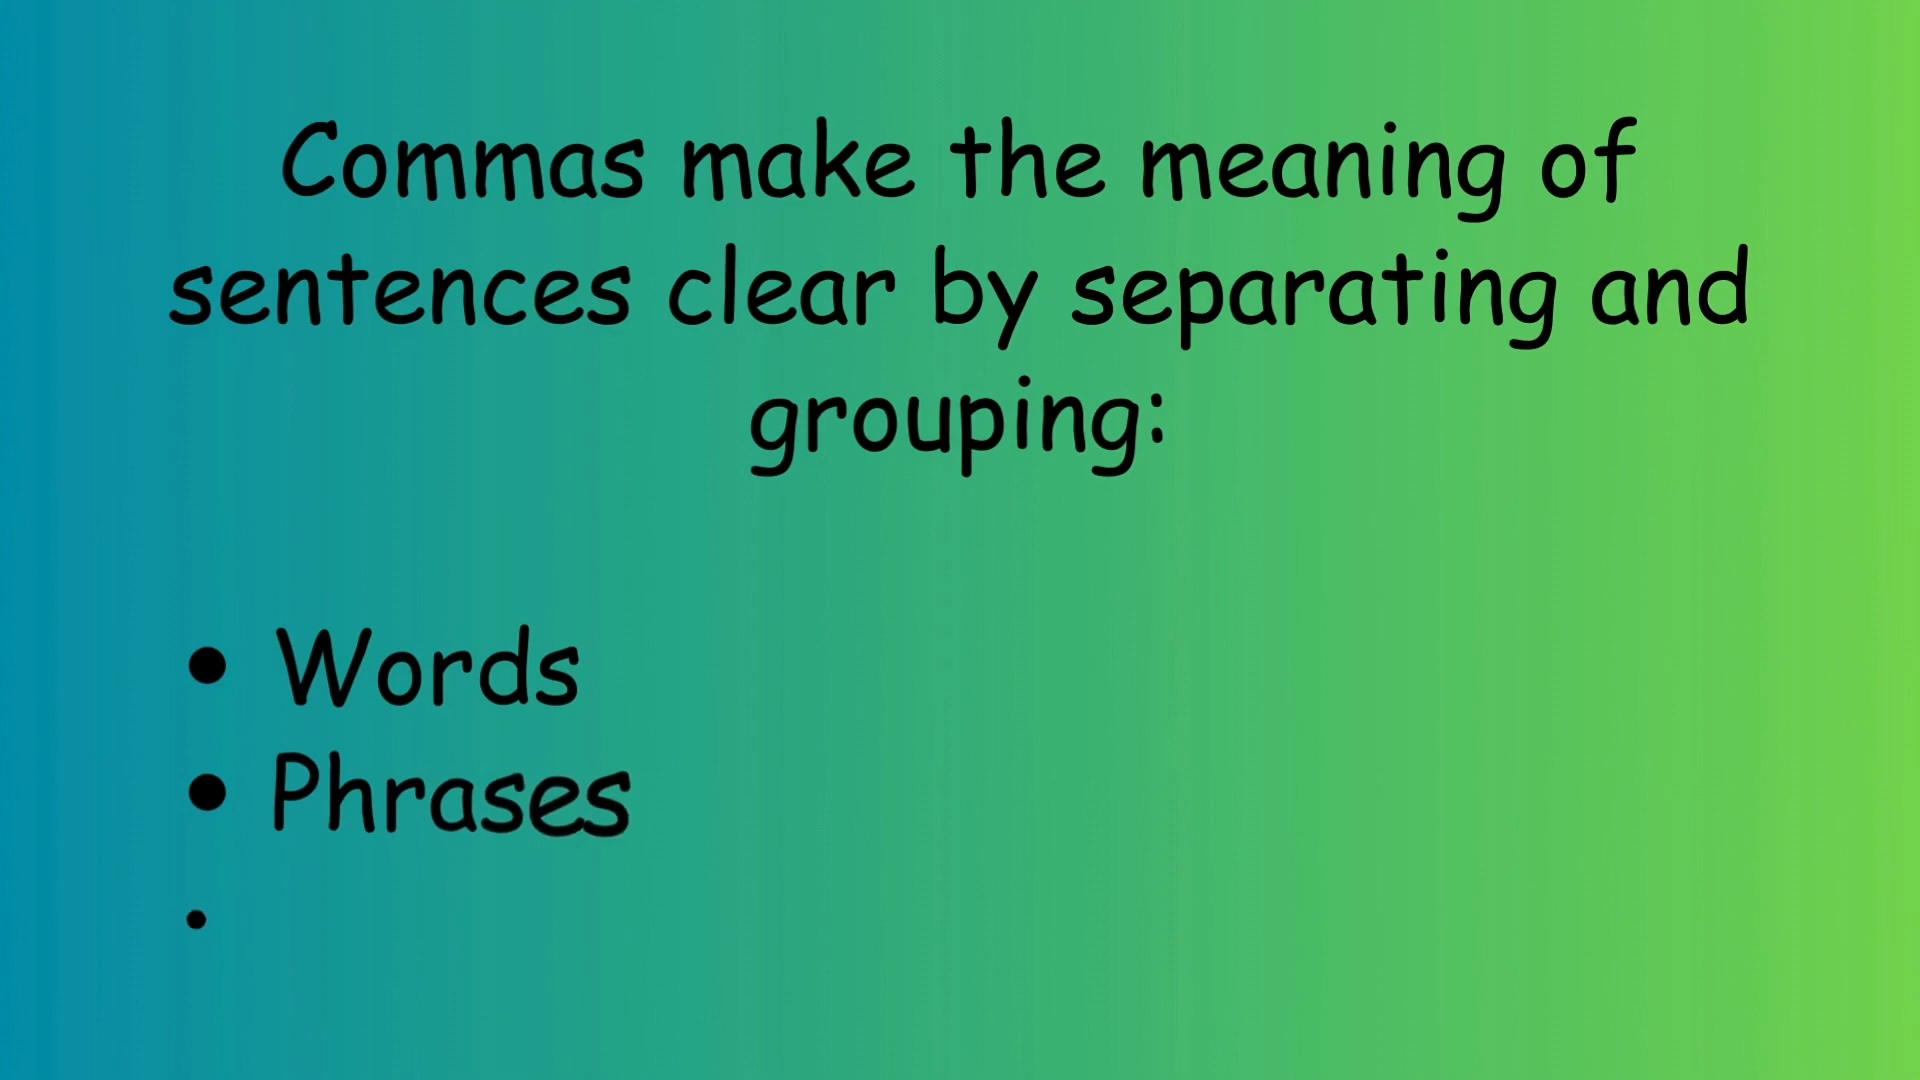 Commas make the meaning of
sentences clear by separating and
grouping:
• Words
• Phrases
•